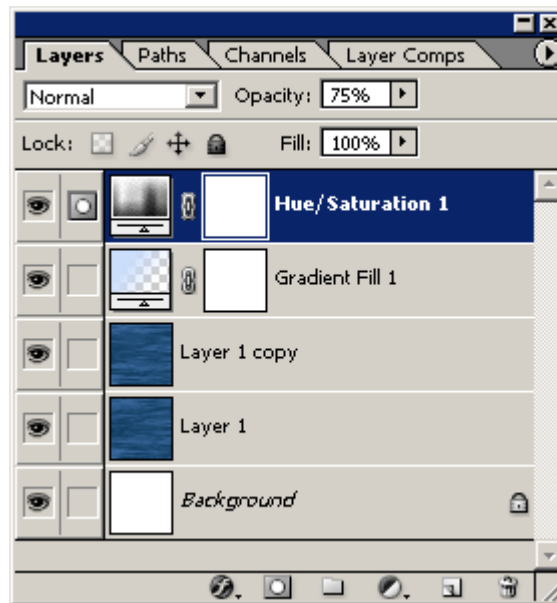 Layers Paths Channels Layer Comps
Normal Opacity: 75%
Lock: Fill: 100%
Hue/Saturation 1
Gradient Fill 1
Layer 1 copy
Layer 1
Background